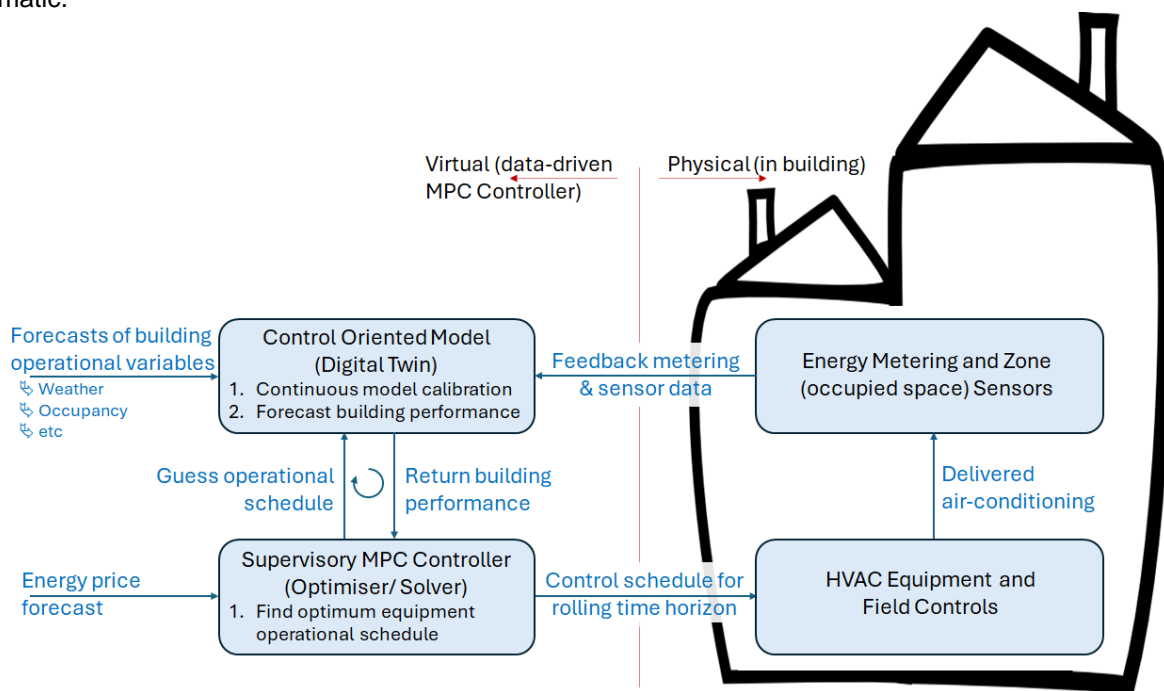 matic.
Virtual (data-driven
MPC Controller)
Physical (in building)
Forecasts of building
operational variables
Weather
Occupancy
etc
Control Oriented Model
(Digital Twin)
1. Continuous model calibration
2. Forecast building performance
Feedback metering
& sensor data
Energy Metering and Zone
(occupied space) Sensors
Guess operational
schedule
Return building
performance
Delivered
air-conditioning
Energy price
forecast
Supervisory MPC Controller
(Optimiser/ Solver)
1. Find optimum equipment
operational schedule
Control schedule for
rolling time horizon
HVAC Equipment and
Field Controls